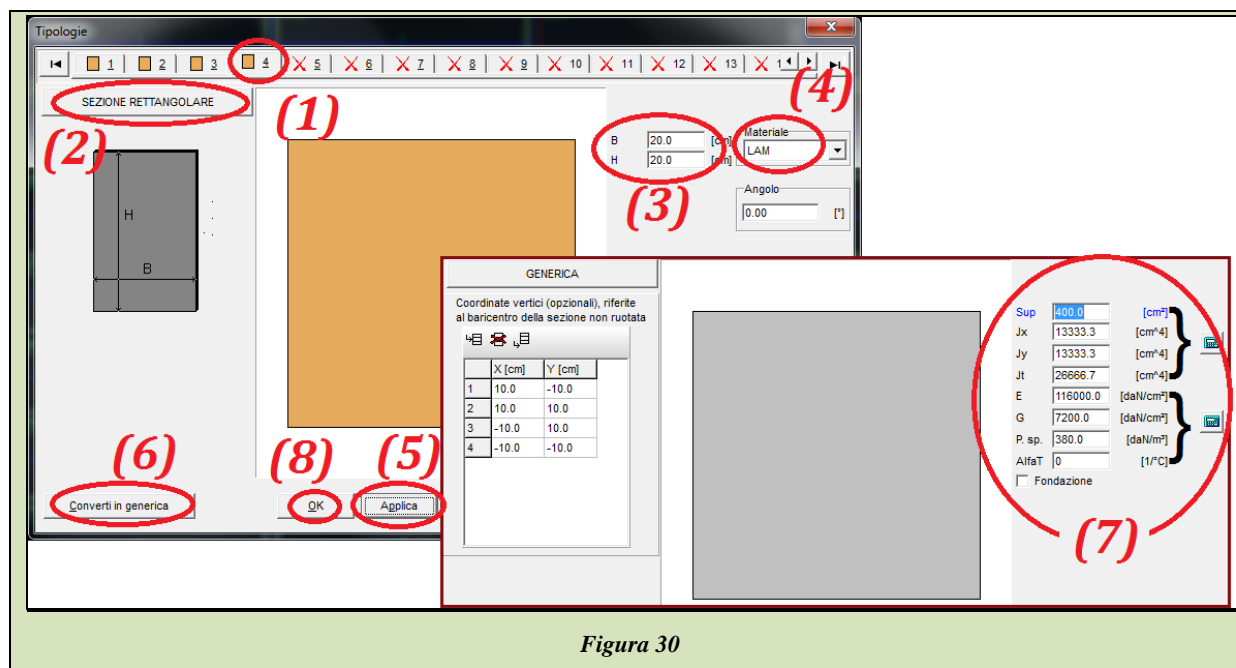 Tipologie
1 2 3 4 5 6 7 8 9 10 11 12 13
SEZIONE RETTANGOLARE
(1)
(2)
(3)
(4)
H
B
B 20.0 [cm]
H 20.0 [cm]
Materiale
LAM
Angolo
0.00 [°]
(6)
(8)
(5)
Converti in generica
OK
Applica
GENERICA
Coordinate vertici (opzionali), riferite
al baricentro della sezione non ruotata
X [cm] Y [cm]
1 10.0 -10.0
2 10.0 10.0
3 -10.0 10.0
4 -10.0 -10.0
Sup 400.0 [cm²]
Jx 13333.3 [cm^4]
Jy 13333.3 [cm^4]
Jt 26666.7 [cm^4]
E 116000.0 [daN/cm²]
G 7200.0 [daN/cm²]
P. sp. 380.0
AlfaT 0 [1/°C]
Fondazione
(7)
Figura 30